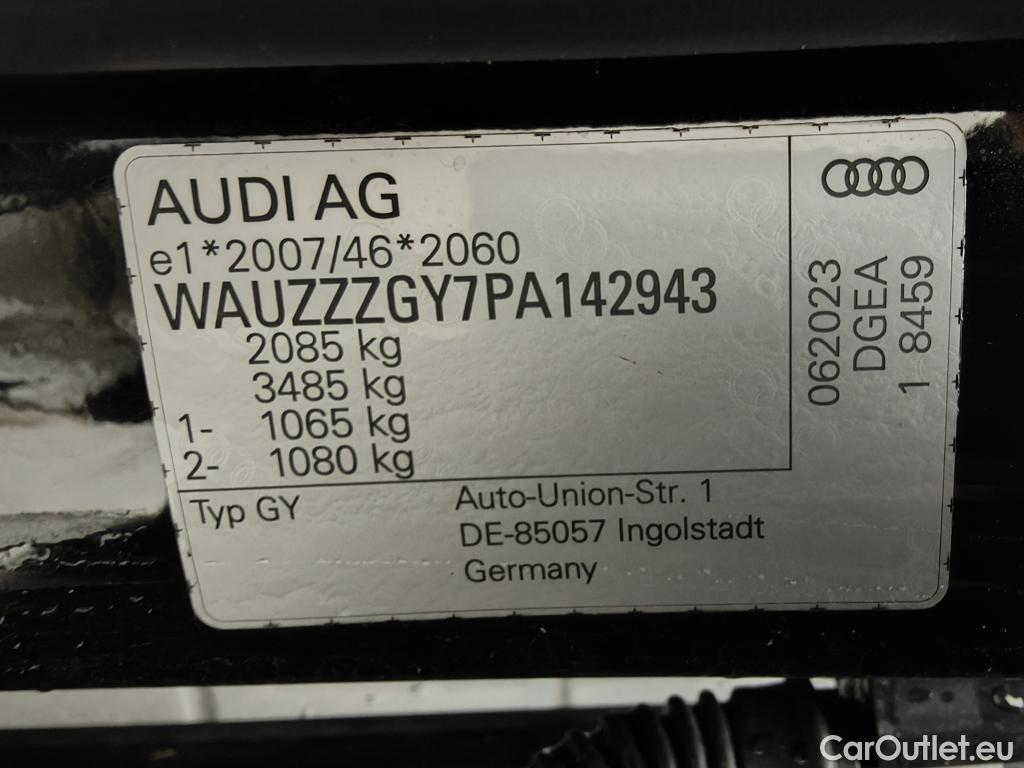 AUDI AG
e1*2007/46*2060
WAUZZZGY7PA142943
2085 kg
3485 kg
1- 1065 kg
2- 1080 kg
Typ GY
Auto-Union-Str. 1
DE-85057 Ingolstadt
Germany
062023
DGEA
1 8459
CarOutlet.eu